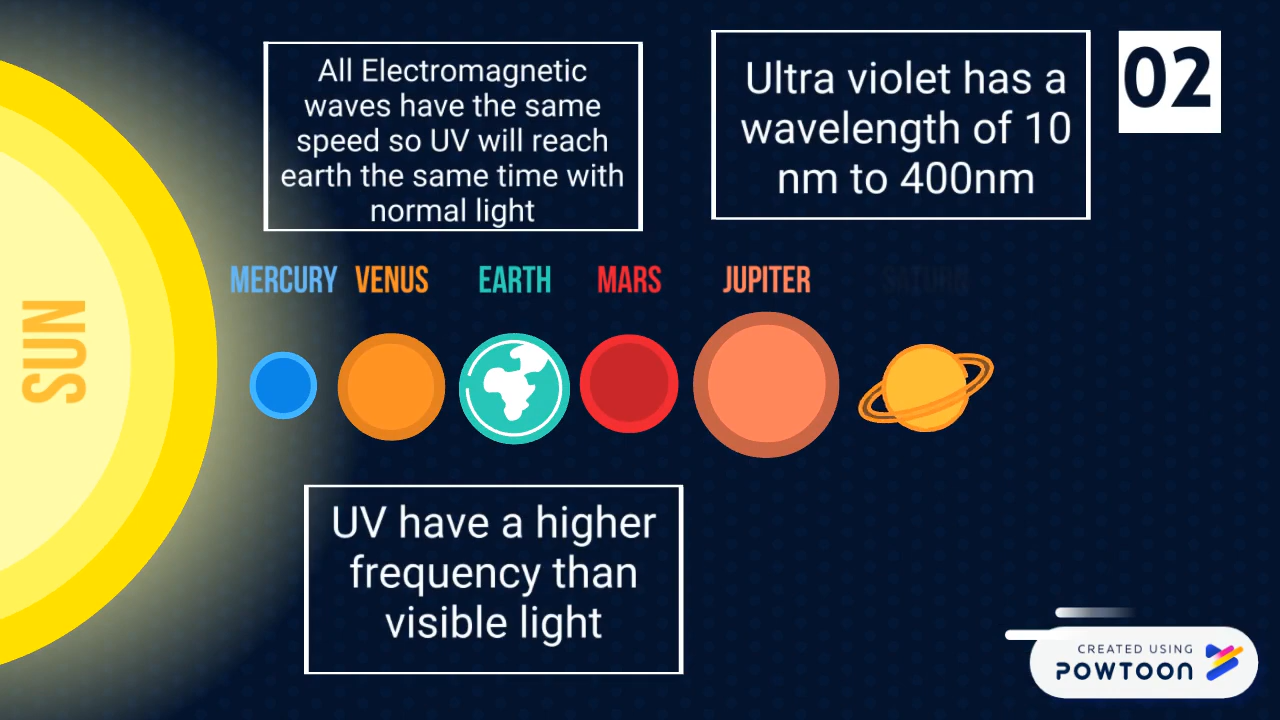 All Electromagnetic
waves have the same
speed so UV will reach
earth the same time with
normal light
Ultra violet has a
wavelength of 10
nm to 400nm
02
MERCURY
VENUS
EARTH
MARS
JUPITER
SATURN
SUN
UV have a higher
frequency than
visible light
CREATED USING
POWTOON